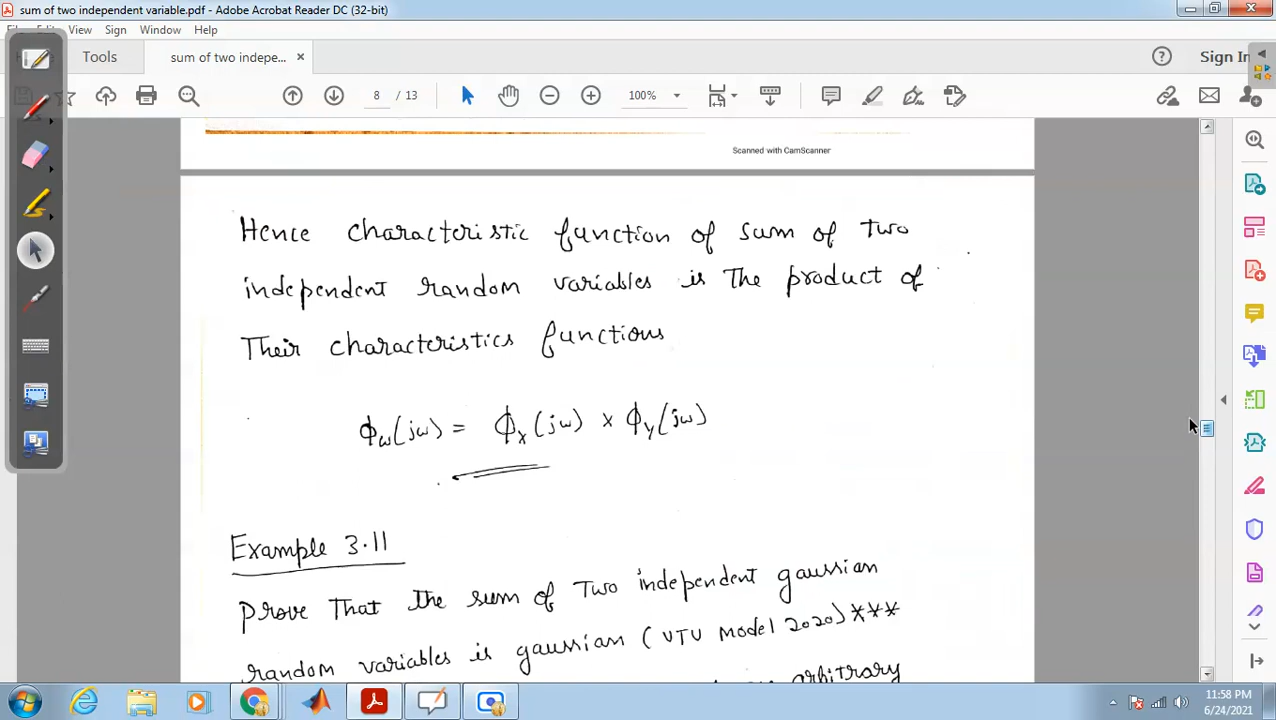 sum of two independent variable.pdf - Adobe Acrobat Reader DC (32-bit)
View Sign Window Help
Tools
sum of two indepe...
Sign In
8 / 13
100%
Scanned with CamScanner
Hence characteristic function of sum of two
independent random variables is the product of
Their characteristics functions
Φω(jω) = Φx(jω) × Φy(jω)
Example 3.11
Prove That the sum of Two independent gaussian
random variables is gaussian (VTU model 2020)***
arbitrary
11:58 PM
6/24/2021